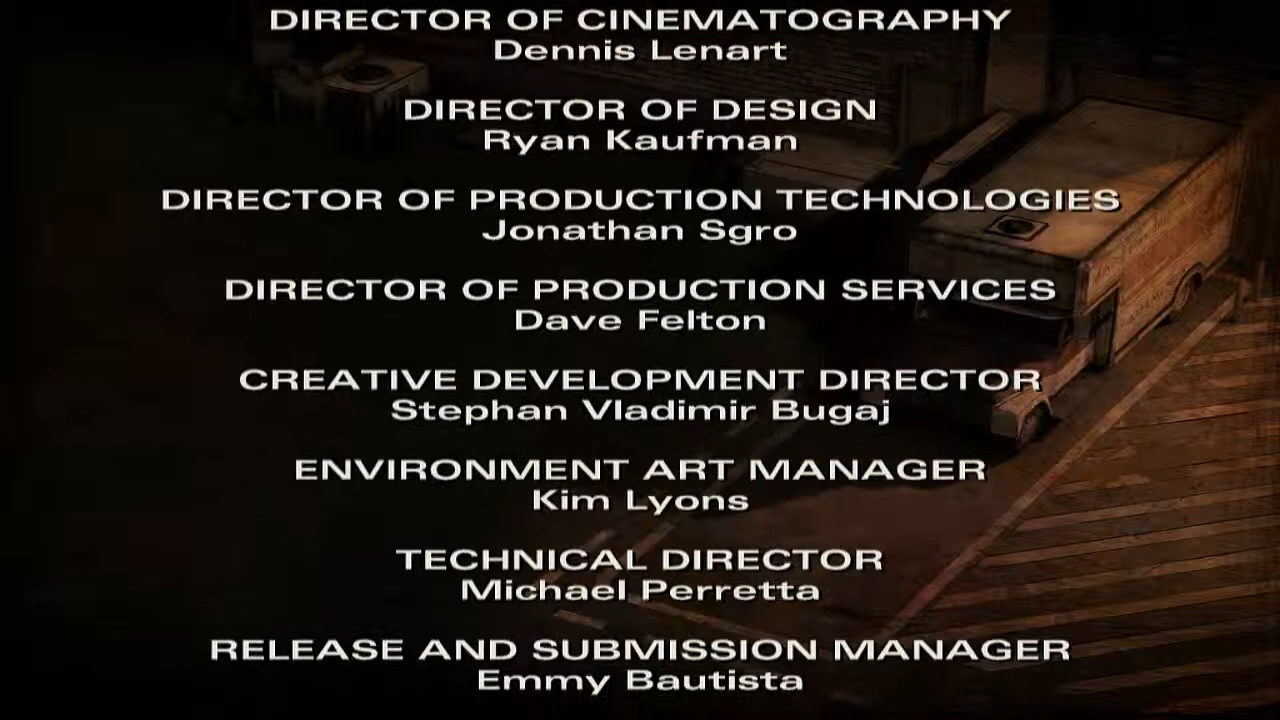 DIRECTOR OF CINEMATOGRAPHY
Dennis Lenart
DIRECTOR OF DESIGN
Ryan Kaufman
DIRECTOR OF PRODUCTION TECHNOLOGIES
Jonathan Sgro
DIRECTOR OF PRODUCTION SERVICES
Dave Felton
CREATIVE DEVELOPMENT DIRECTOR
Stephan Vladimir Bugaj
ENVIRONMENT ART MANAGER
Kim Lyons
TECHNICAL DIRECTOR
Michael Perretta
RELEASE AND SUBMISSION MANAGER
Emmy Bautista